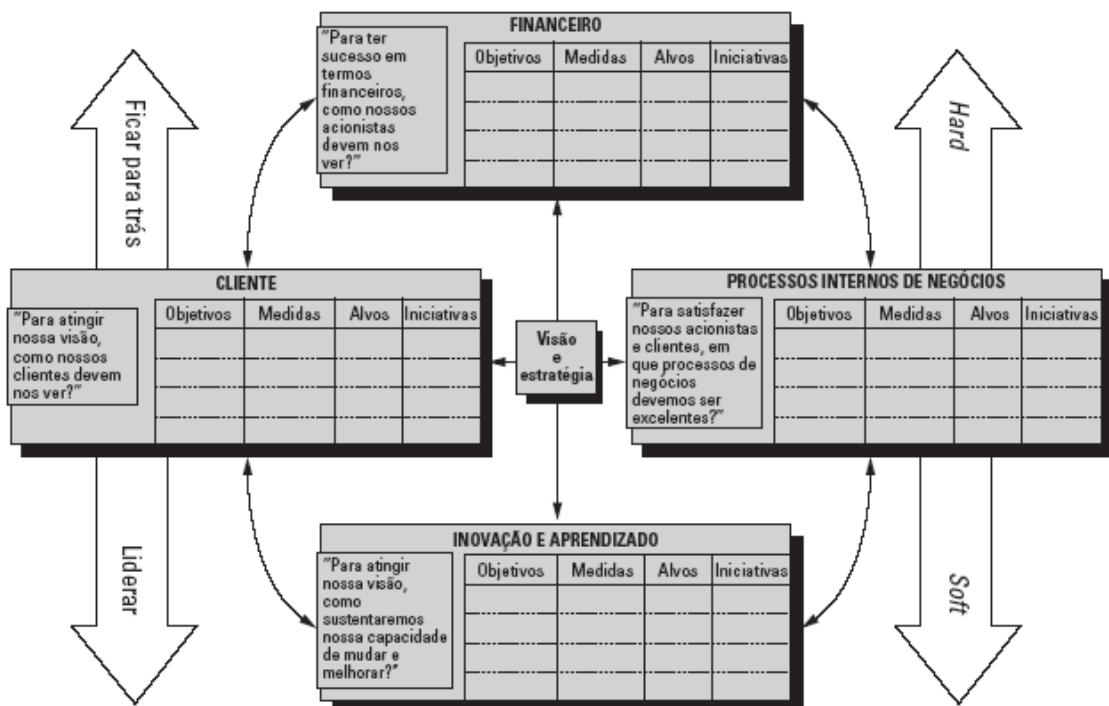 FINANCEIRO
"Para ter
sucesso em
termos
financeiros,
como nossos
acionistas
devem nos
ver?"
Objetivos Medidas Alvos Iniciativas
Ficar para trás
Hard
CLIENTE
"Para atingir
nossa visão,
como nossos
clientes devem
nos ver?"
Objetivos Medidas Alvos Iniciativas
Visão
e
estratégia
PROCESSOS INTERNOS DE NEGÓCIOS
"Para satisfazer
nossos acionistas
e clientes, em
que processos de
negócios
devemos ser
excelentes?"
Objetivos Medidas Alvos Iniciativas
Liderar
Soft
INOVAÇÃO E APRENDIZADO
"Para atingir
nossa visão,
como
sustentaremos
nossa capacidade
de mudar e
melhorar?"
Objetivos Medidas Alvos Iniciativas